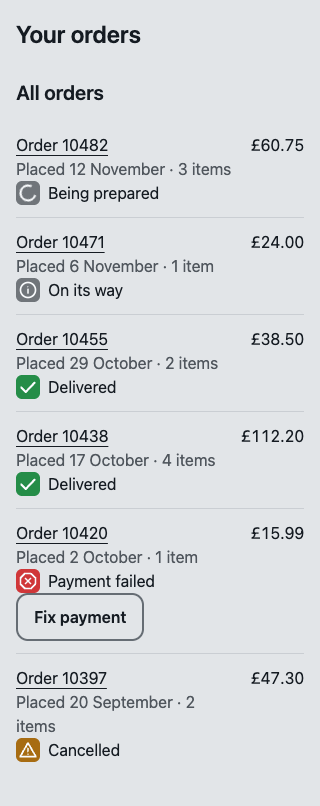 Your orders
All orders
Order 10482 £60.75
Placed 12 November · 3 items
Being prepared
Order 10471 £24.00
Placed 6 November · 1 item
On its way
Order 10455 £38.50
Placed 29 October · 2 items
Delivered
Order 10438 £112.20
Placed 17 October · 4 items
Delivered
Order 10420 £15.99
Placed 2 October · 1 item
Payment failed
Fix payment
Order 10397 £47.30
Placed 20 September · 2
items
Cancelled